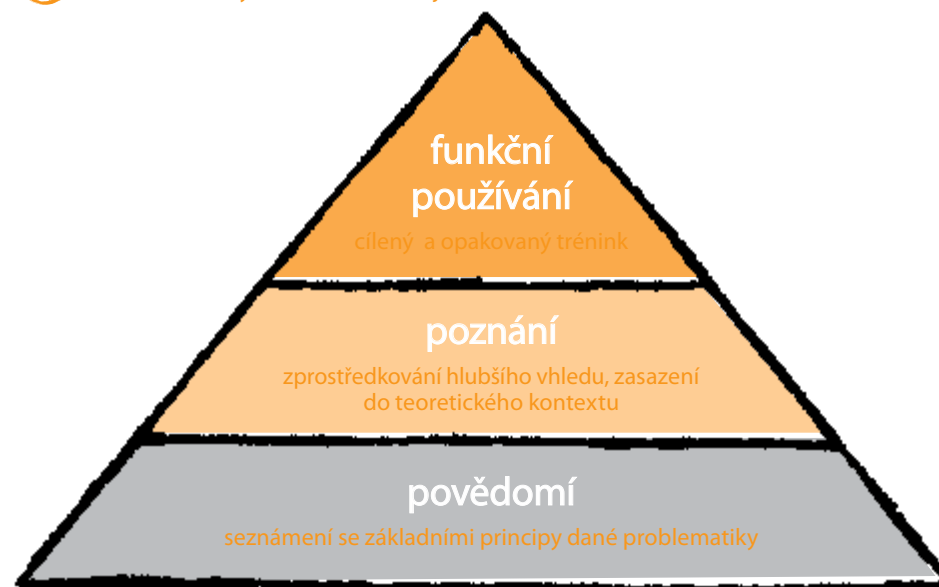 funkční
používání
cílený a opakovaný trénink
poznání
zprostředkování hlubšího vhledu, zasazení
do teoretického kontextu
povědomí
seznámení se základními principy dané problematiky